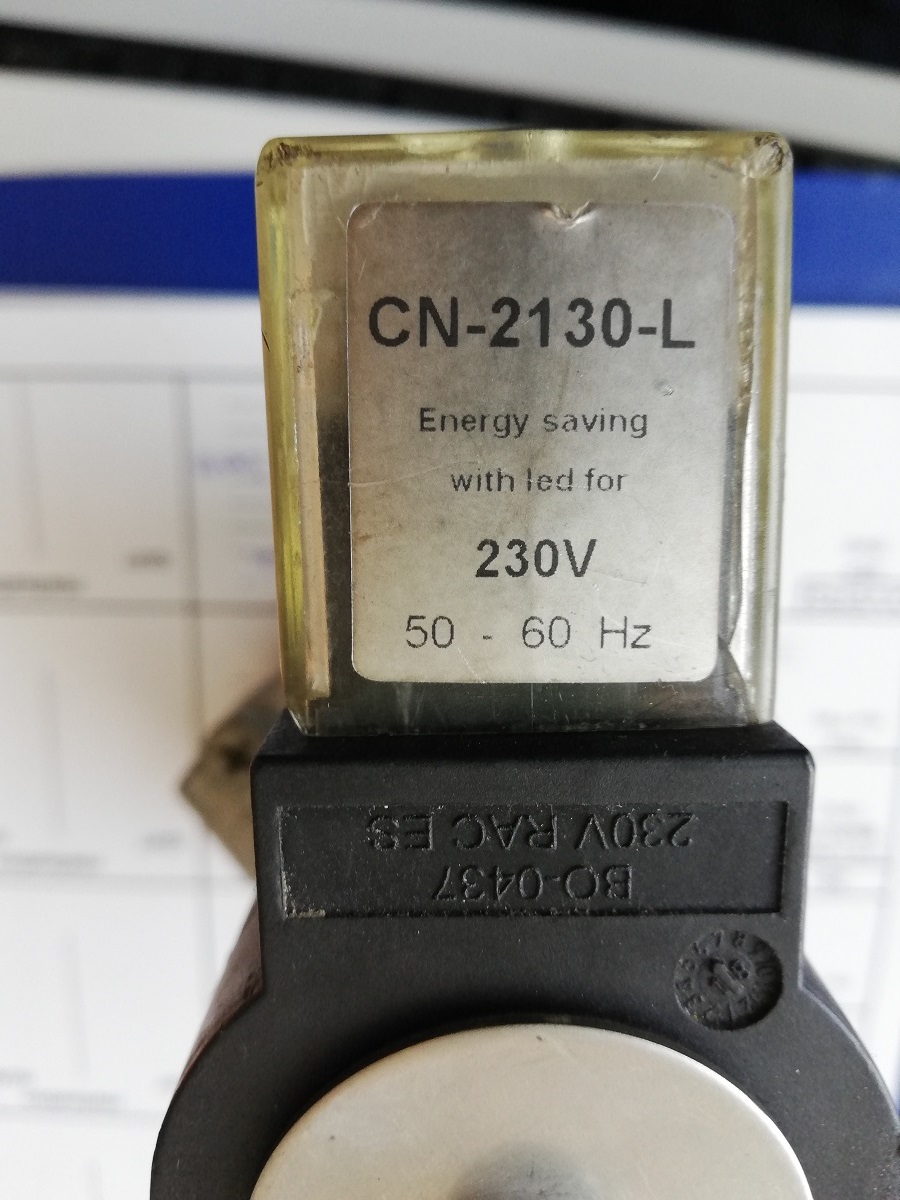 CN-2130-L
Energy saving
with led for
230V
50 - 60 Hz
BO-0437
230V RAC ES